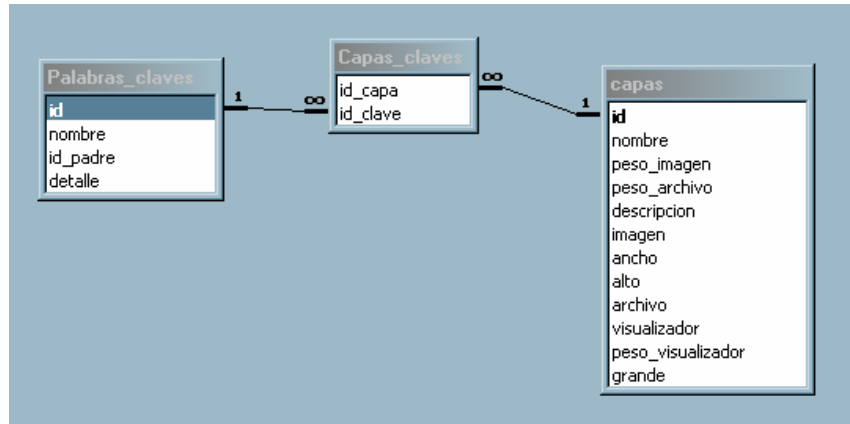 Palabras_claves
id
nombre
id_padre
detalle
1
∞
Capas_claves
id_capa
id_clave
∞
1
capas
id
nombre
peso_imagen
peso_archivo
descripcion
imagen
ancho
alto
archivo
visualizador
peso_visualizador
grande